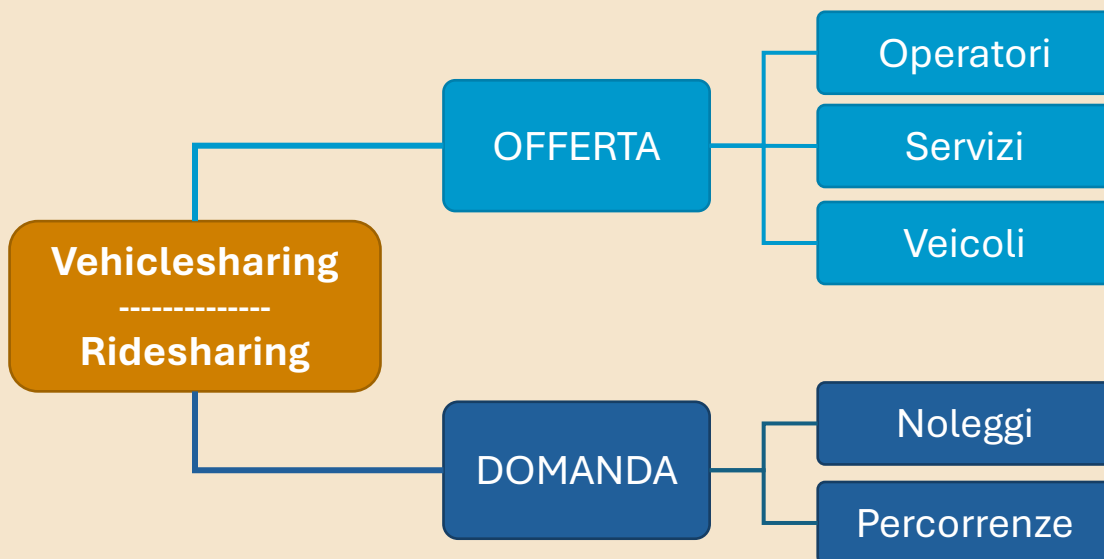 Vehiclesharing
--------------
Ridesharing
OFFERTA
Operatori
Servizi
Veicoli
DOMANDA
Noleggi
Percorrenze